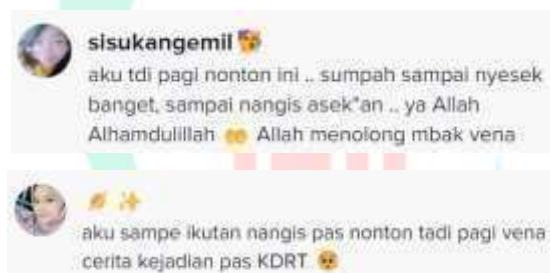 sisukangemil 🥰
aku tdi pagi nonton ini .. sumpah sampai nyesek
banget, sampai nangis asek*an .. ya Allah
Alhamdulillah 🤲 Allah menolong mbak vena
🍂 ✨
aku sampe ikutan nangis pas nonton tadi pagi vena
cerita kejadian pas KDRT 🥺